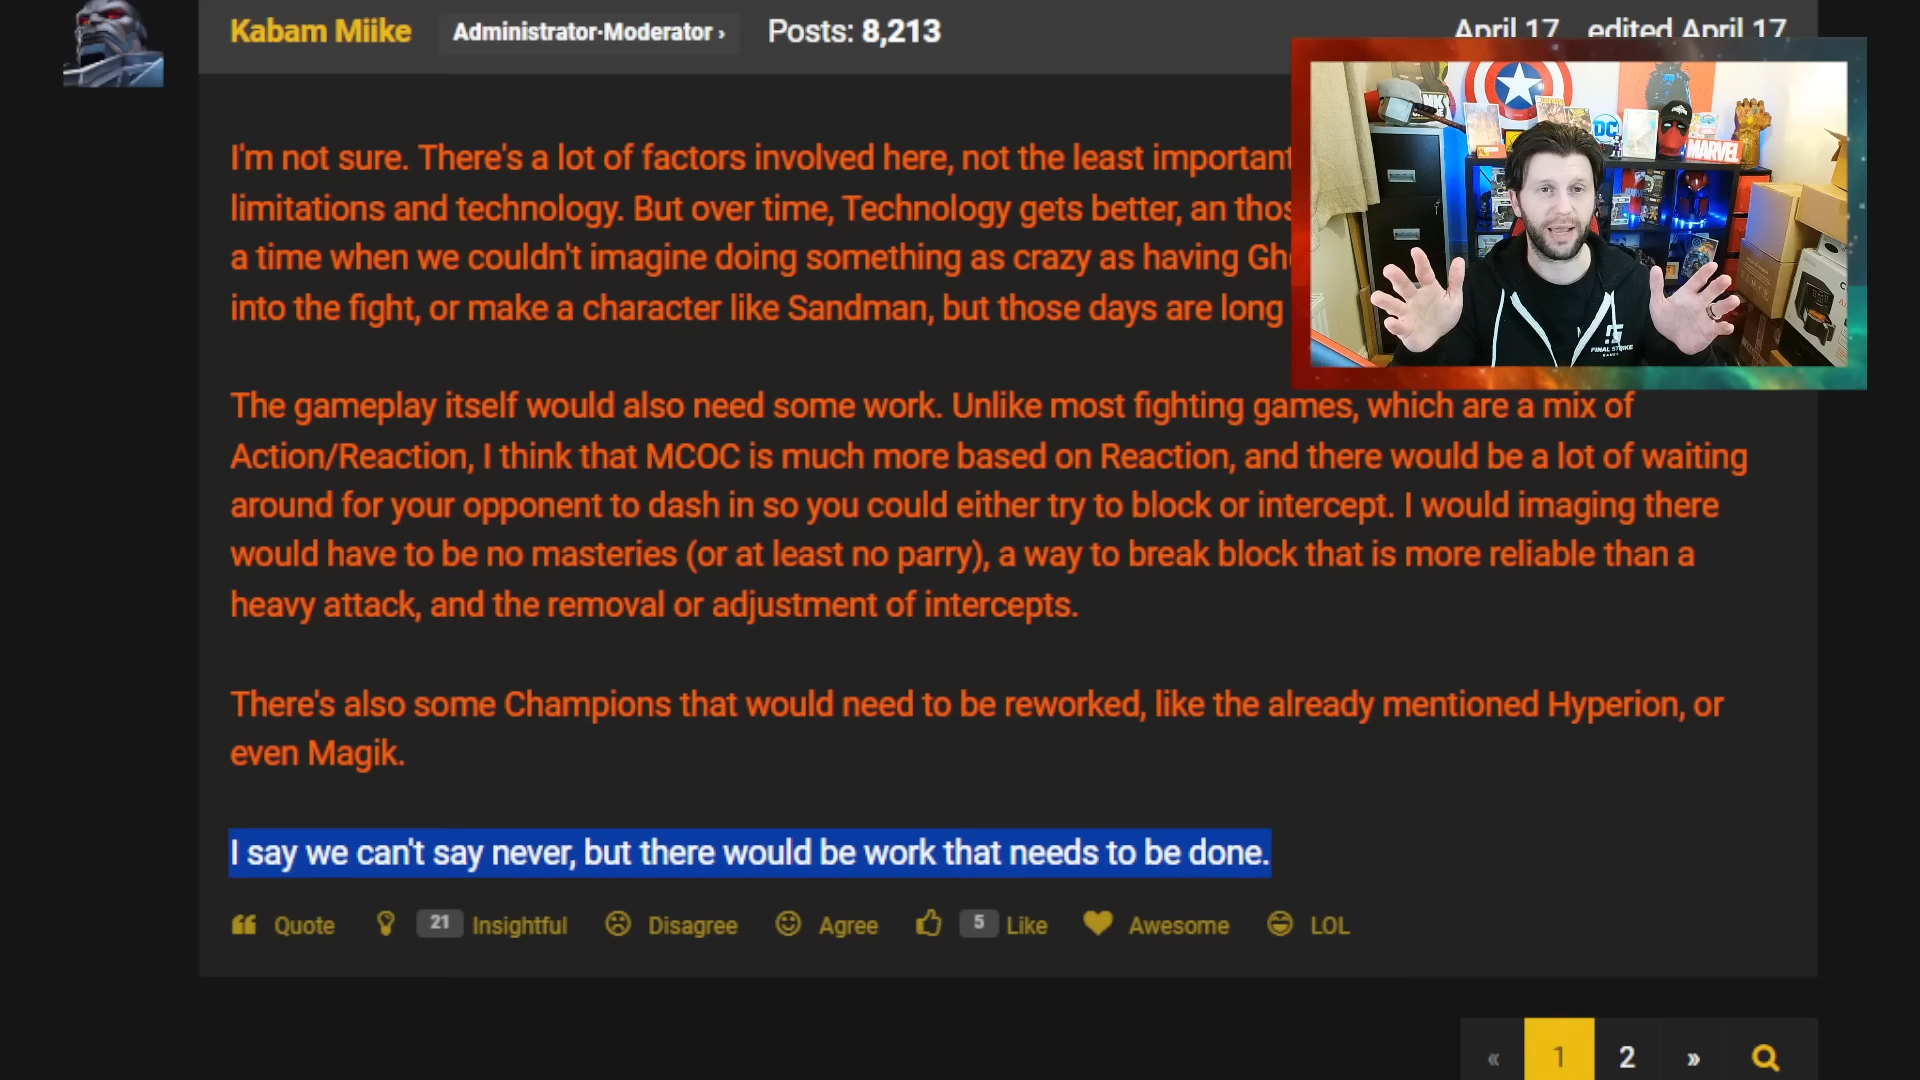 Kabam Miike Administrator·Moderator › Posts: 8,213 April 17 edited April 17
I'm not sure. There's a lot of factors involved here, not the least important
limitations and technology. But over time, Technology gets better, an
a time when we couldn't imagine doing something as crazy as having
into the fight, or make a character like Sandman, but those days are long
DC
MARVEL
FINAL STRIKE
GAMES
The gameplay itself would also need some work. Unlike most fighting games, which are a mix of
Action/Reaction, I think that MCOC is much more based on Reaction, and there would be a lot of waiting
around for your opponent to dash in so you could either try to block or intercept. I would imaging there
would have to be no masteries (or at least no parry), a way to break block that is more reliable than a
heavy attack, and the removal or adjustment of intercepts.
There's also some Champions that would need to be reworked, like the already mentioned Hyperion, or
even Magik.
I say we can't say never, but there would be work that needs to be done.
Quote 21 Insightful Disagree Agree 5 Like Awesome LOL
« 1 2 »